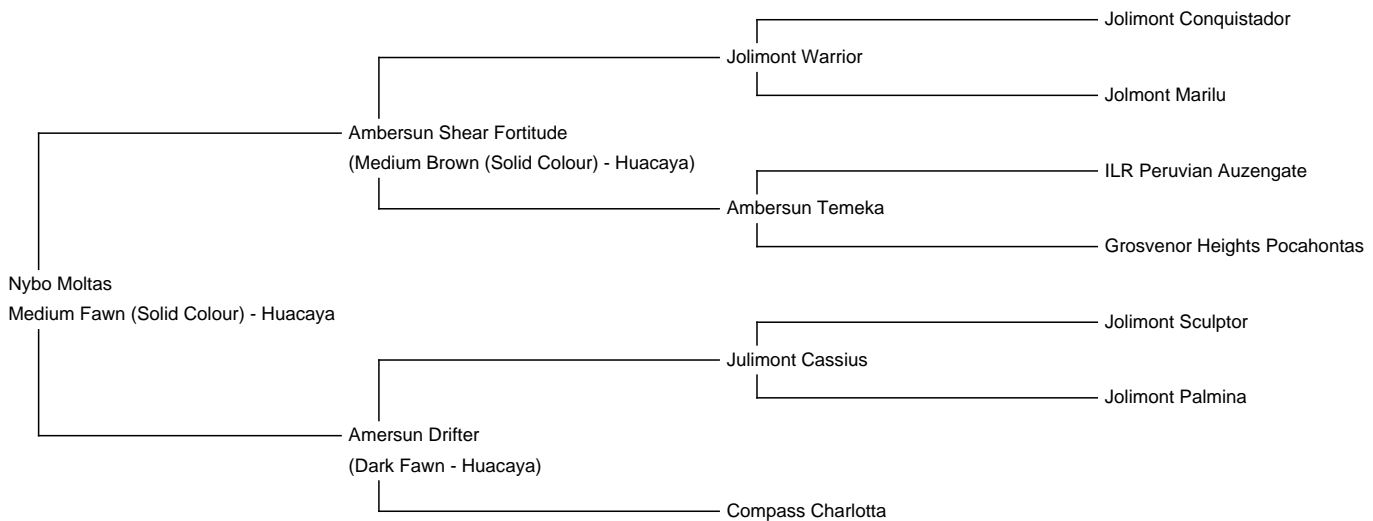 Jolimont Conquistador
Jolimont Warrior
Jolmont Marilu
Ambersun Shear Fortitude
(Medium Brown (Solid Colour) - Huacaya)
ILR Peruvian Auzengate
Ambersun Temeka
Grosvenor Heights Pocahontas
Nybo Moltas
Medium Fawn (Solid Colour) - Huacaya
Jolimont Sculptor
Julimont Cassius
Jolimont Palmina
Amersun Drifter
(Dark Fawn - Huacaya)
Compass Charlotta